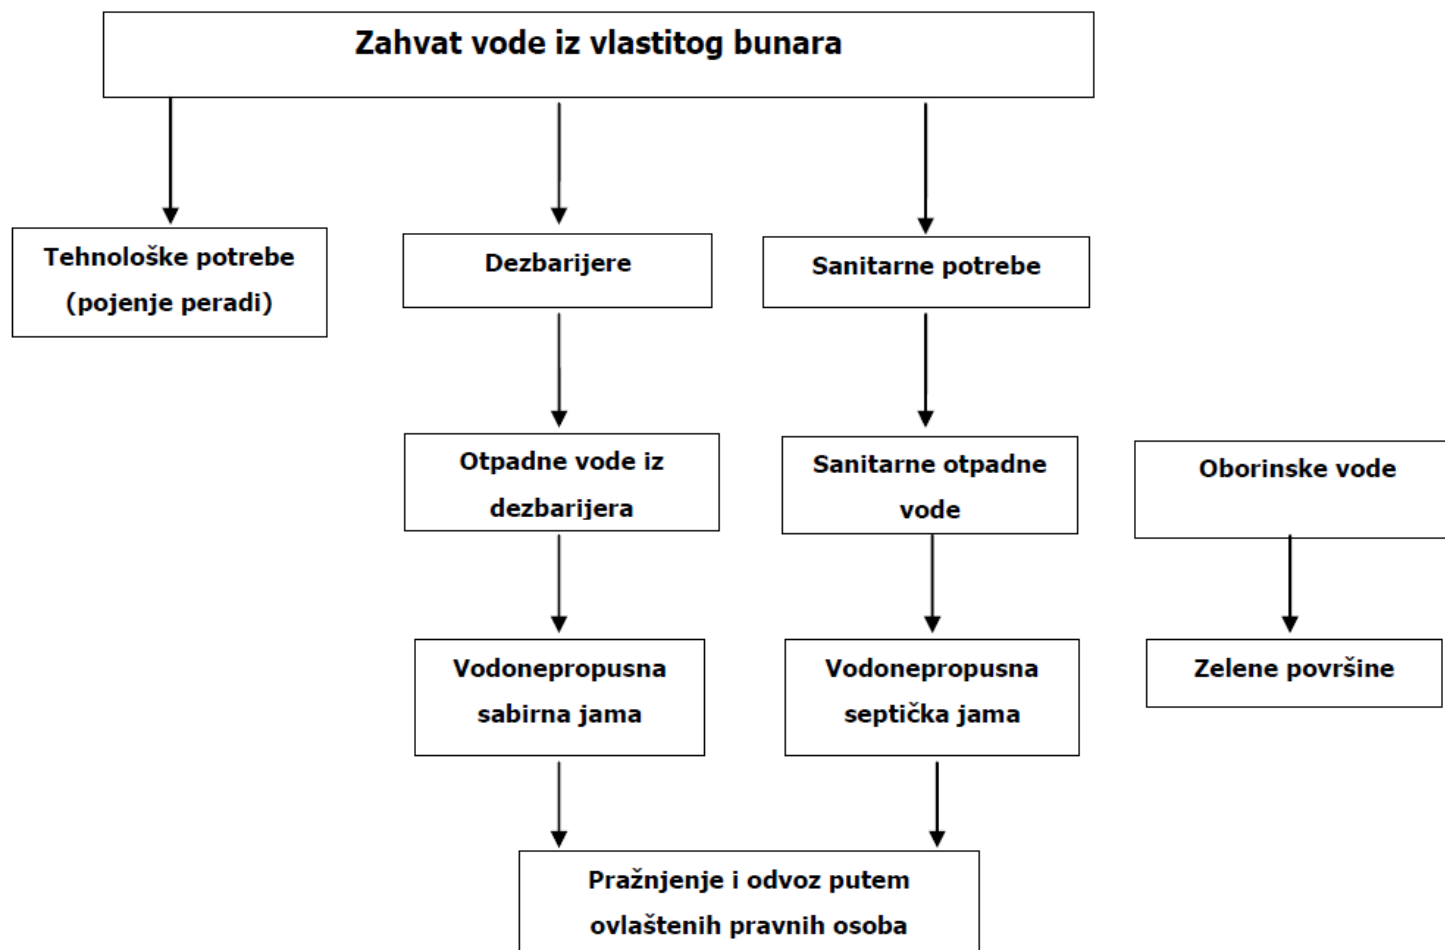 Zahvat vode iz vlastitog bunara
Tehnološke potrebe
(pojenje peradi)
Dezbarijere
Sanitarne potrebe
Otpadne vode iz
dezbarijera
Sanitarne otpadne
vode
Oborinske vode
Vodonepropusna
sabirna jama
Vodonepropusna
septička jama
Zelene površine
Pražnjenje i odvoz putem
ovlaštenih pravnih osoba